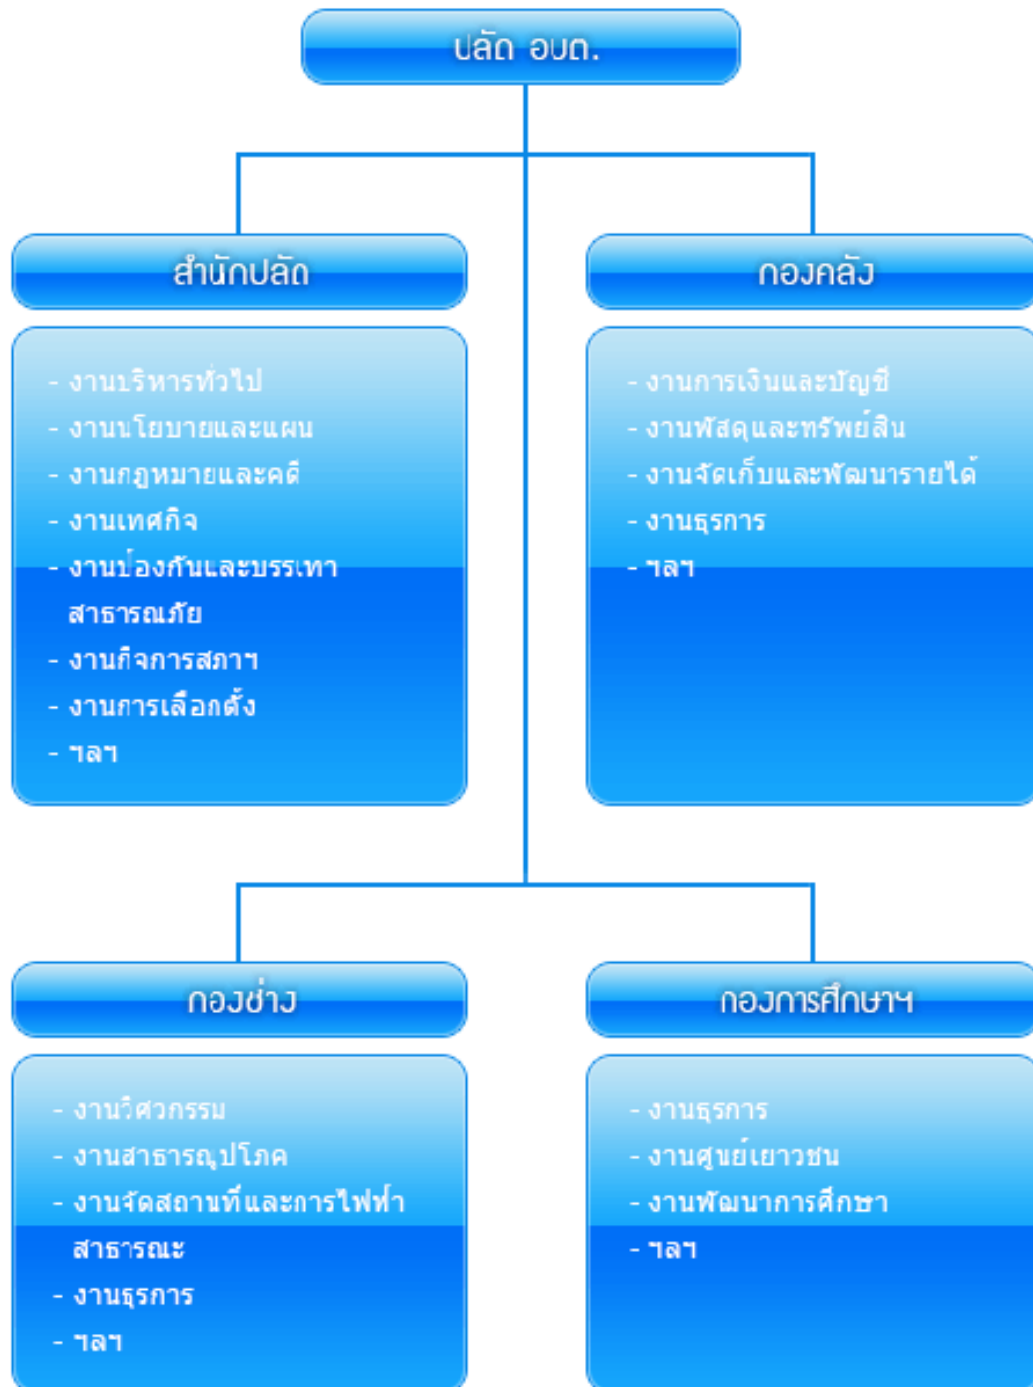 ปลัด อบต.
สำนักปลัด
- งานบริหารทั่วไป
- งานนโยบายและแผน
- งานกฎหมายและคดี
- งานเทศกิจ
- งานป้องกันและบรรเทา
สาธารณภัย
- งานกิจการสภาฯ
- งานการเลือกตั้ง
- ฯลฯ
กองคลัง
- งานการเงินและบัญชี
- งานพัสดุและทรัพย์สิน
- งานจัดเก็บและพัฒนารายได้
- งานธุรการ
- ฯลฯ
กองช่าง
- งานวิศวกรรม
- งานสาธารณูปโภค
- งานจัดสถานที่และการไฟฟ้า
สาธารณะ
- งานธุรการ
- ฯลฯ
กองการศึกษาฯ
- งานธุรการ
- งานศูนย์เยาวชน
- งานพัฒนาการศึกษา
- ฯลฯ